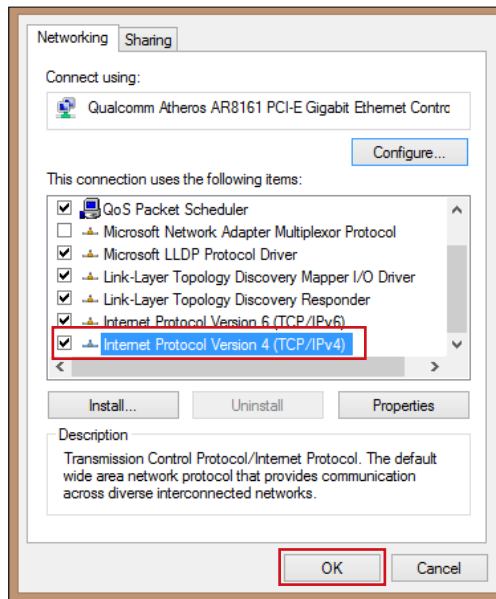 Networking Sharing
Connect using:
Qualcomm Atheros AR8161 PCI-E Gigabit Ethernet Contrc
Configure...
This connection uses the following items:
QoS Packet Scheduler
Microsoft Network Adapter Multiplexor Protocol
Microsoft LLDP Protocol Driver
Link-Layer Topology Discovery Mapper I/O Driver
Link-Layer Topology Discovery Responder
Internet Protocol Version 6 (TCP/IPv6)
Internet Protocol Version 4 (TCP/IPv4)
Install... Uninstall Properties
Description
Transmission Control Protocol/Internet Protocol. The default
wide area network protocol that provides communication
across diverse interconnected networks.
OK Cancel